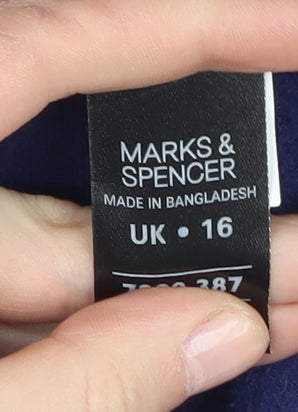 MARKS &
SPENCER
MADE IN BANGLADESH
UK • 16